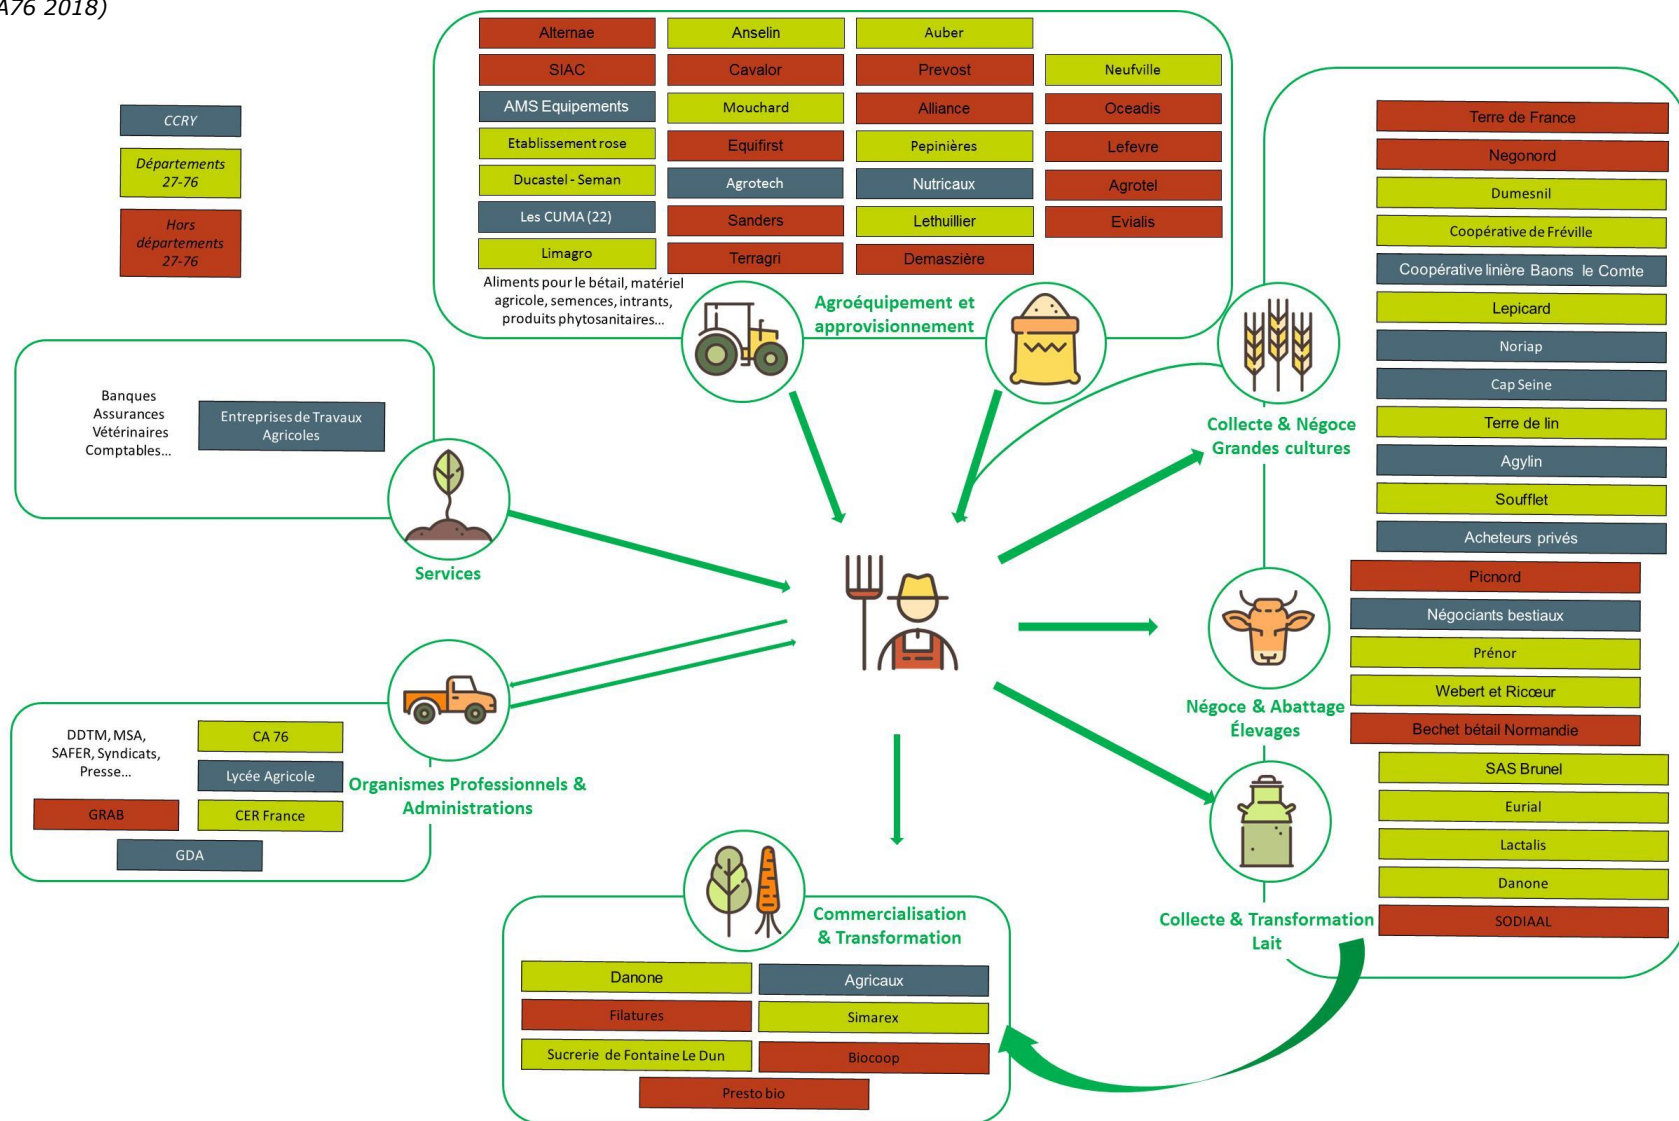 A76 2018)
CCRY
Départements
27-76
Hors
départements
27-76
Alternae
Anselin
Auber
SIAC
Cavalor
Prevost
Neufville
AMS Equipements
Mouchard
Alliance
Oceadis
Etablissement rose
Equifirst
Pepinières
Lefevre
Ducastel - Seman
Agrotech
Nutricaux
Agrotel
Les CUMA (22)
Sanders
Lethuillier
Evialis
Limagro
Terragri
Demaszière
Aliments pour le bétail, matériel
agricole, semences, intrants,
produits phytosanitaires...
Agroéquipement et
approvisionnement
Banques
Assurances
Vétérinaires
Comptables...
Entreprises de Travaux
Agricoles
Services
DDTM, MSA,
SAFER, Syndicats,
Presse...
CA 76
Lycée Agricole
GRAB
CER France
GDA
Organismes Professionnels &
Administrations
Collecte & Négoce
Grandes cultures
Terre de France
Negonord
Dumesnil
Coopérative de Fréville
Coopérative linière Baons le Comte
Lepicard
Noriap
Cap Seine
Terre de lin
Agylin
Soufflet
Acheteurs privés
Négoce & Abattage
Élevages
Picnord
Négociants bestiaux
Prénor
Webert et Ricœur
Bechet bétail Normandie
Collecte & Transformation
Lait
SAS Brunel
Eurial
Lactalis
Danone
SODIAAL
Commercialisation
& Transformation
Danone
Agricaux
Filatures
Simarex
Sucrerie de Fontaine Le Dun
Biocoop
Presto bio